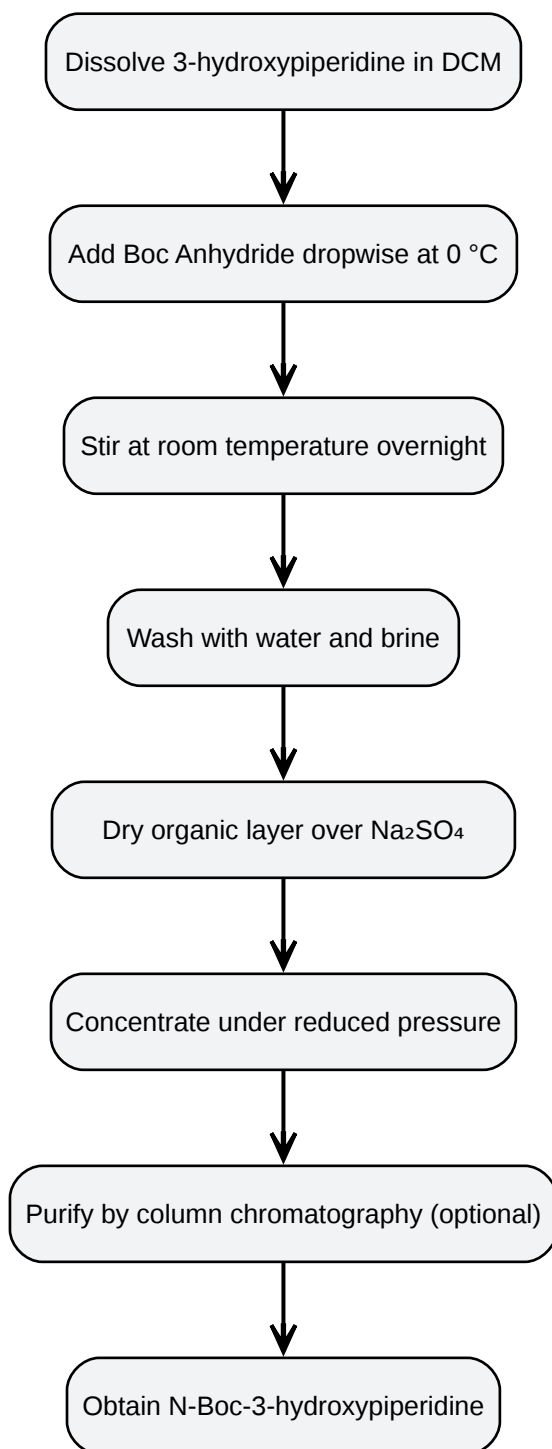 Dissolve 3-hydroxypiperidine in DCM
Add Boc Anhydride dropwise at 0 °C
Stir at room temperature overnight
Wash with water and brine
Dry organic layer over Na₂SO₄
Concentrate under reduced pressure
Purify by column chromatography (optional)
Obtain N-Boc-3-hydroxypiperidine